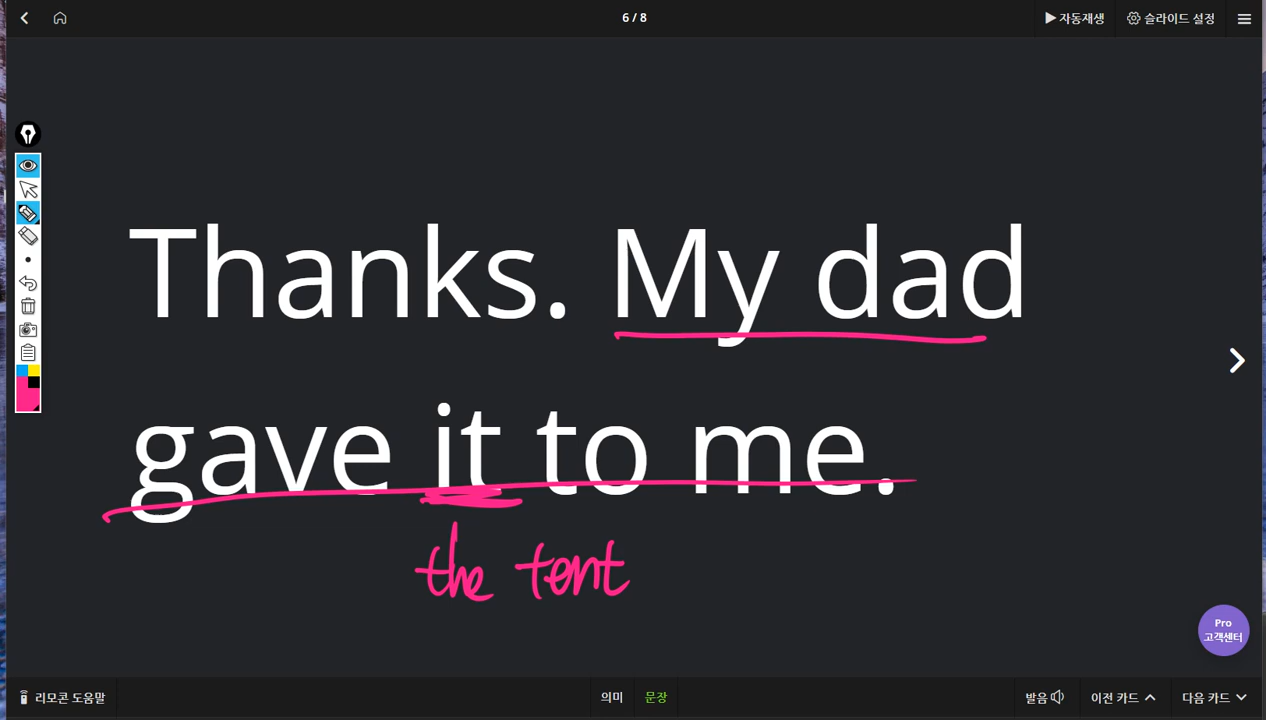 6 / 8
자동재생
슬라이드 설정
Thanks. My dad
gave it to me.
the tent
Pro
고객센터
리모콘 도움말
의미
문장
발음
이전 카드
다음 카드